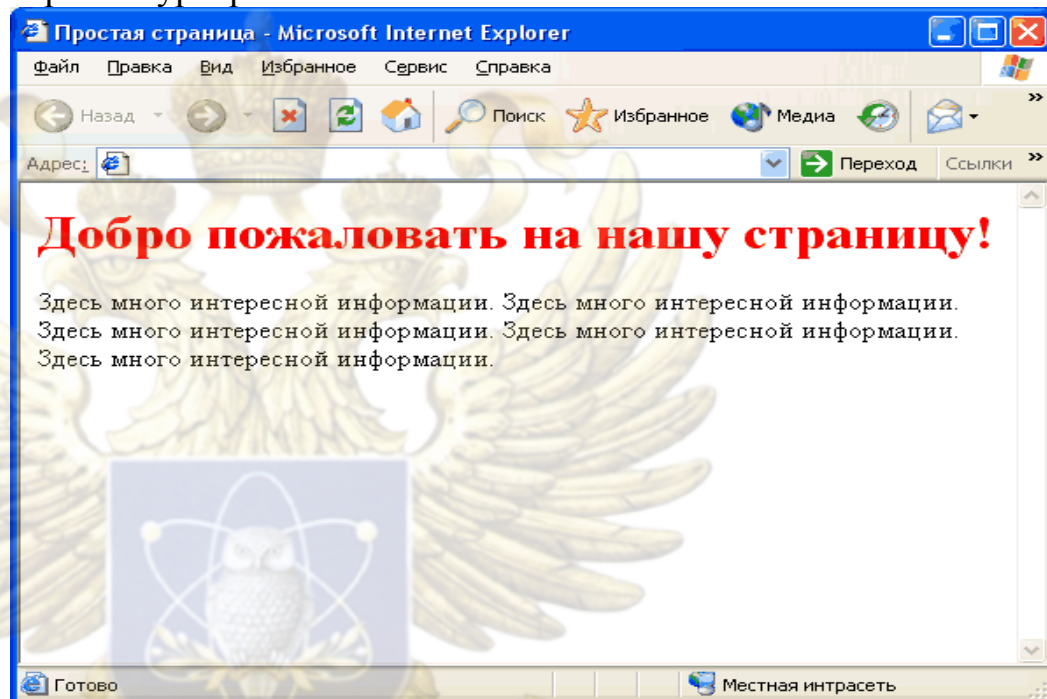 Простая страница - Microsoft Internet Explorer
Файл Правка Вид Избранное Сервис Справка
Назад Поиск Избранное Медиа »
Адрес: Переход Ссылки »
Добро пожаловать на нашу страницу!
Здесь много интересной информации. Здесь много интересной информации.
Здесь много интересной информации. Здесь много интересной информации.
Здесь много интересной информации.
Готово Местная интрасеть